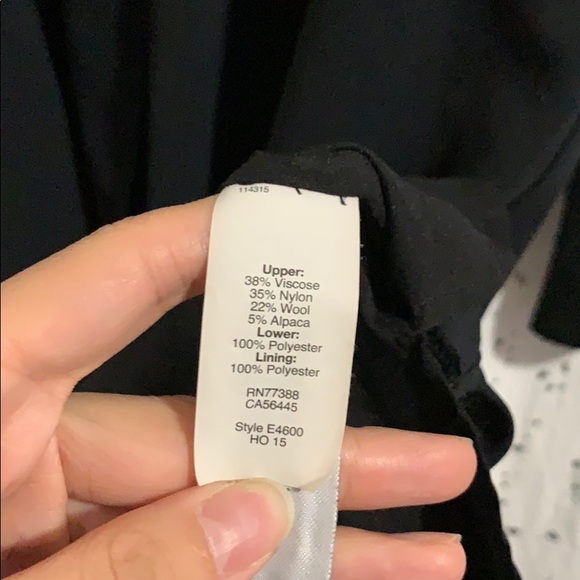 114315
Upper:
38% Viscose
35% Nylon
22% Wool
5% Alpaca
Lower:
100% Polyester
Lining:
100% Polyester
RN77388
CA56445
Style E4600
HO 15